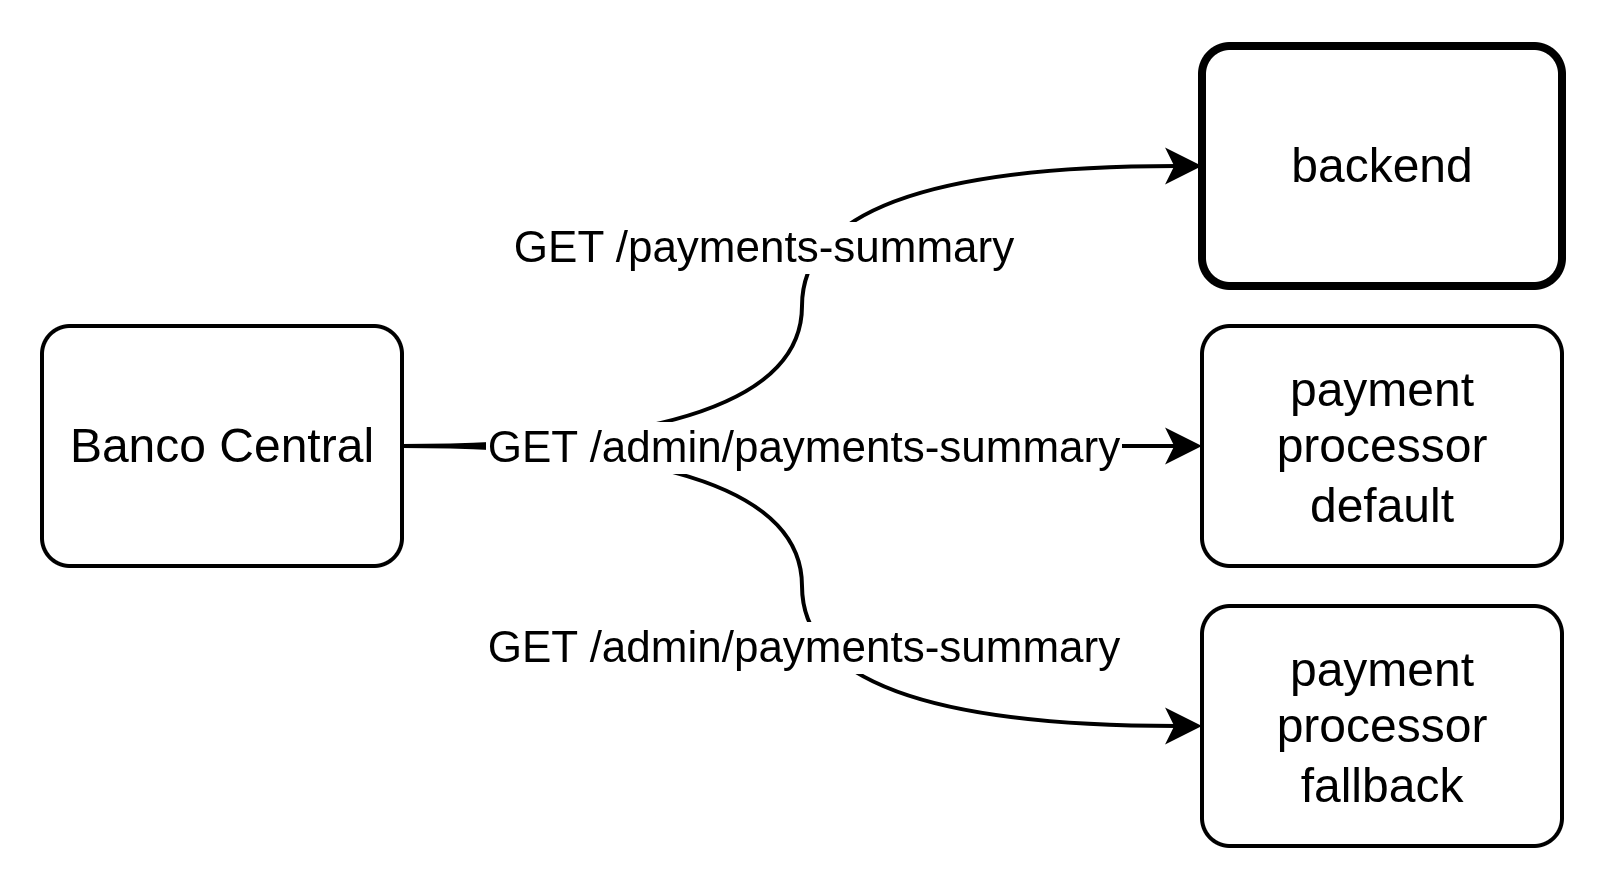 backend
GET /payments-summary
Banco Central
GET /admin/payments-summary
payment
processor
default
GET /admin/payments-summary
payment
processor
fallback